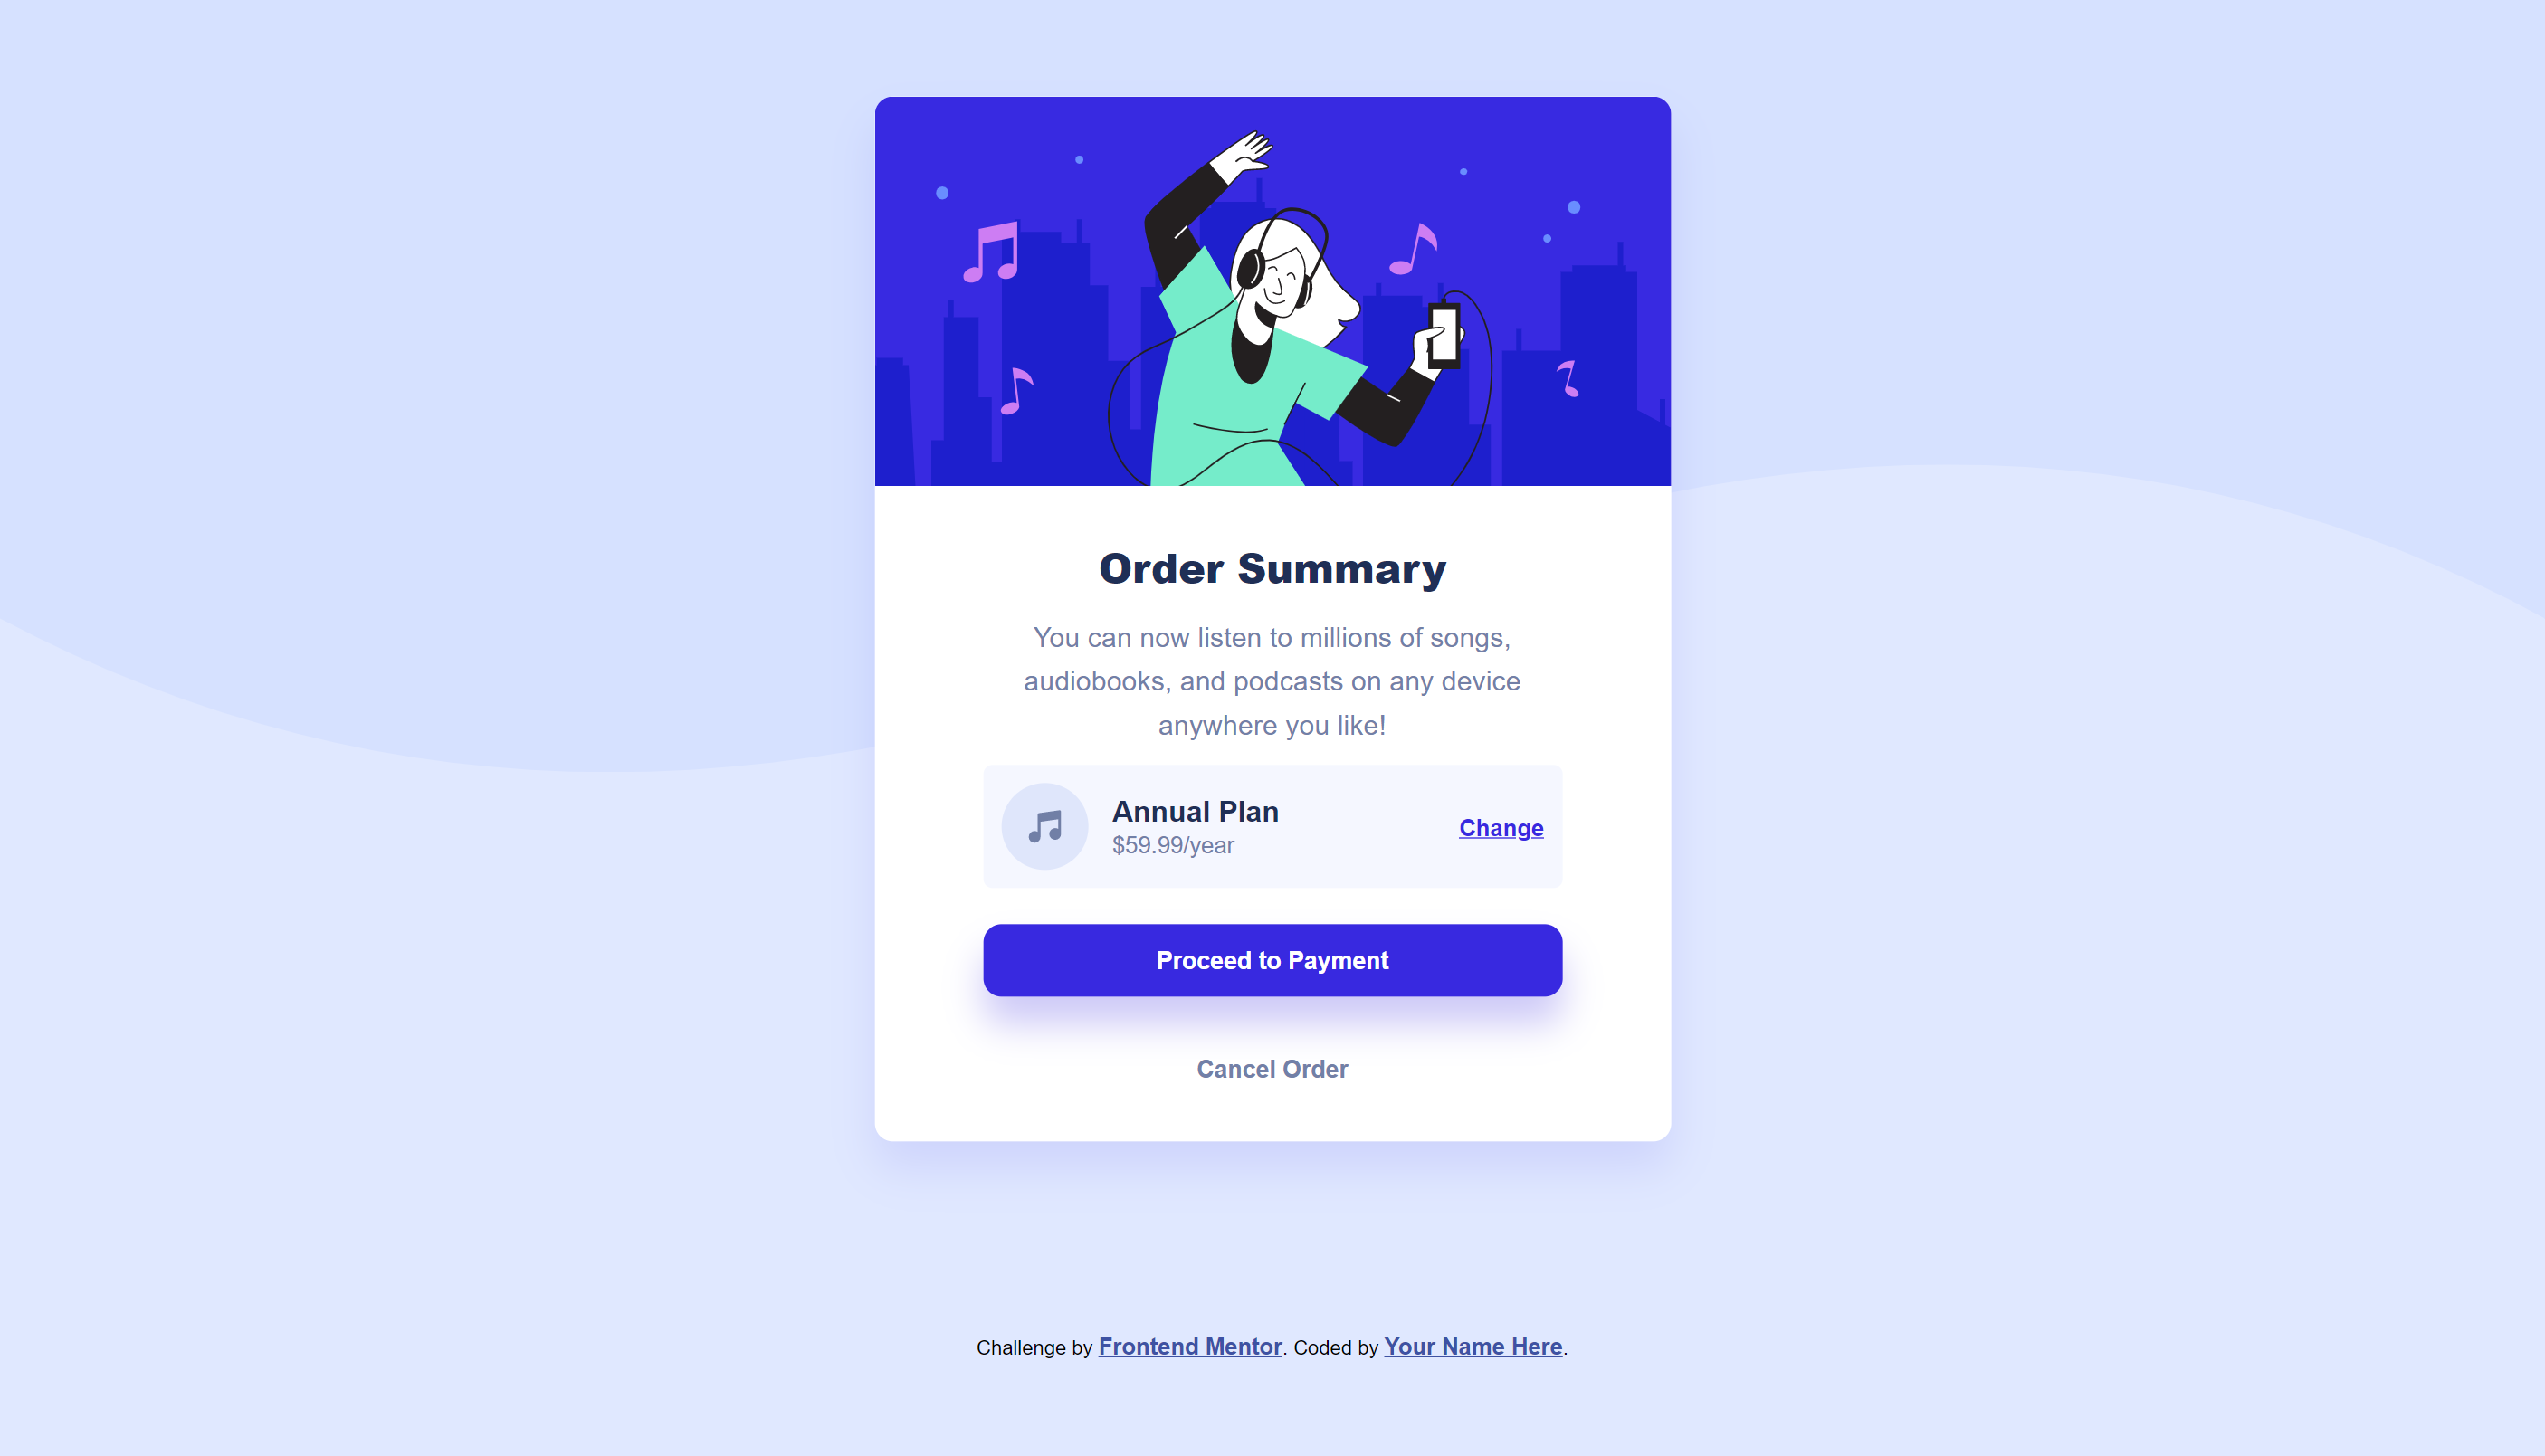 Order Summary
You can now listen to millions of songs,
audiobooks, and podcasts on any device
anywhere you like!
Annual Plan
$59.99/year
Change
Proceed to Payment
Cancel Order
Challenge by Frontend Mentor. Coded by Your Name Here.